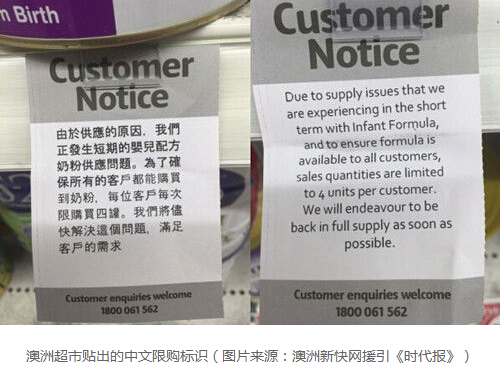 n Birth
Customer
Notice
由於供應的原因，我們
正發生短期的嬰兒配方
奶粉供應問題。為了確
保所有的客戶都能購買
到奶粉，每位客戶每次
限購買四罐。我們將儘
快解決這個問題，滿足
客戶的需求
Customer enquiries welcome
1800 061 562
Customer
Notice
Due to supply issues that we
are experiencing in the short
term with Infant Formula,
and to ensure formula is
available to all customers,
sales quantities are limited
to 4 units per customer.
We will endeavour to be
back in full supply as soon as
possible.
Customer enquiries welcome
1800 061 562
澳洲超市贴出的中文限购标识（图片来源：澳洲新快网援引《时代报》）